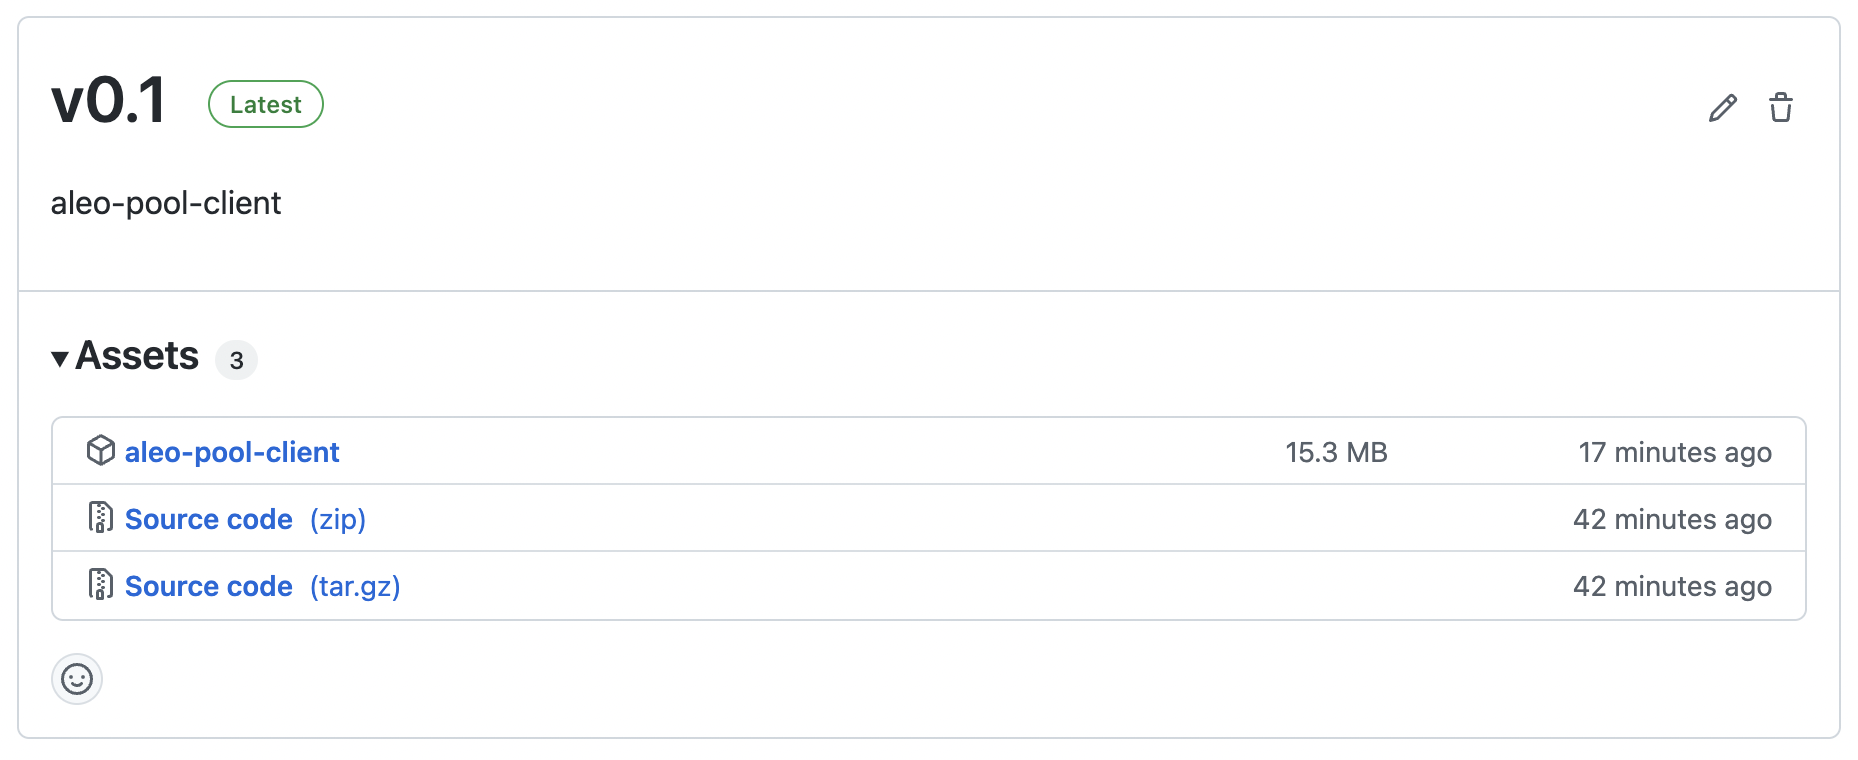 v0.1 Latest
aleo-pool-client
Assets 3
aleo-pool-client 15.3 MB 17 minutes ago
Source code (zip) 42 minutes ago
Source code (tar.gz) 42 minutes ago